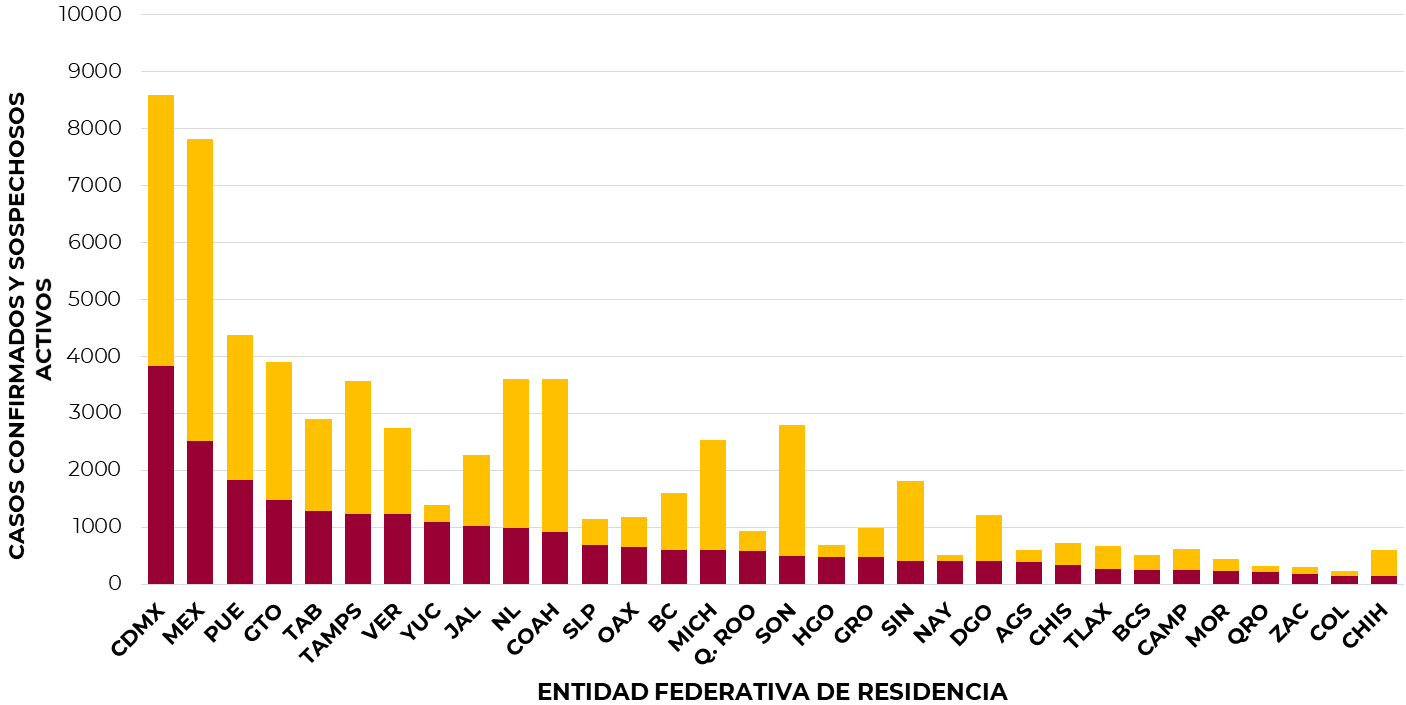 10000
9000
8000
7000
6000
5000
4000
3000
2000
1000
0
CASOS CONFIRMADOS Y SOSPECHOSOS
ACTIVOS
CDMX
MEX
PUE
GTO
TAB
TAMPS
VER
YUC
JAL
NL
COAH
SLP
OAX
BC
MICH
Q. ROO
SON
HGO
GRO
SIN
NAY
DGO
AGS
CHIS
TLAX
BCS
CAMP
MOR
QRO
ZAC
COL
CHIH
ENTIDAD FEDERATIVA DE RESIDENCIA